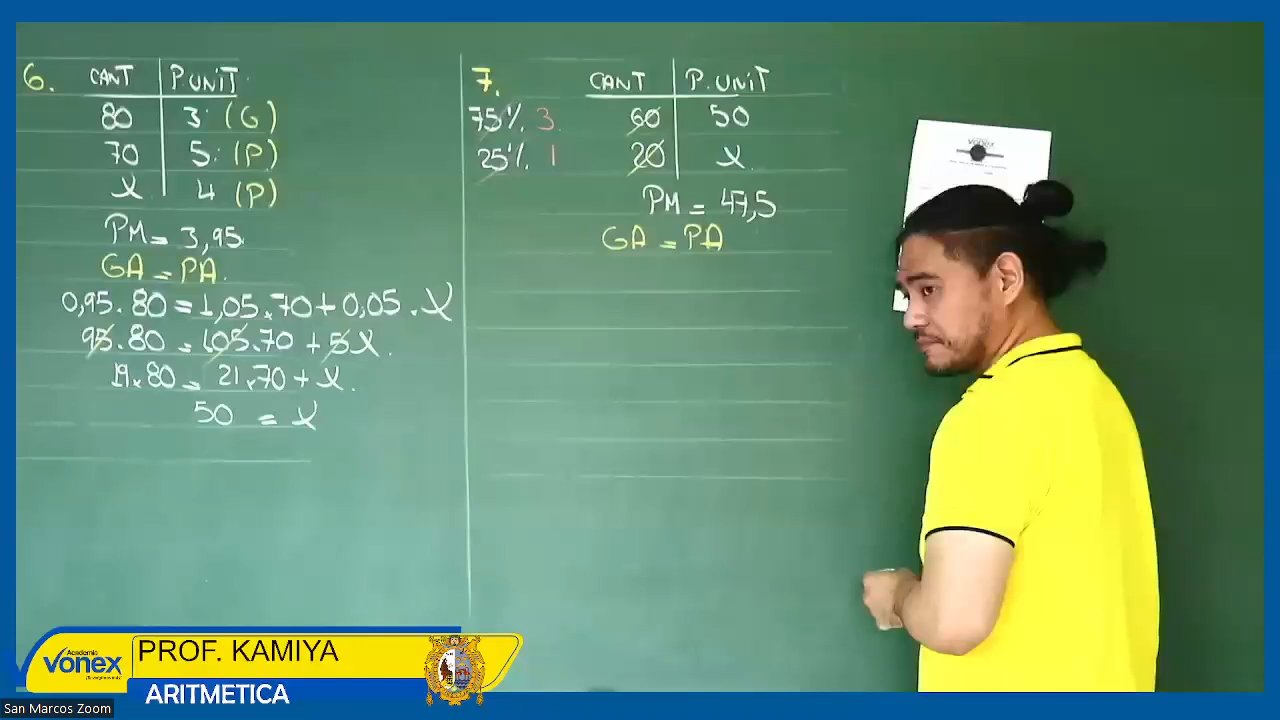 6. CANT P.UNIT
80 3 (G)
70 5 (P)
x 4 (P)
PM = 3,95
GA = PA.
0,95.80 = 1,05.70 + 0,05.x
95.80 = 105.70 + 5x.
19.80 = 21.70 + x.
50 = x
7. CANT P.UNIT
75% 3 60 50
25% 1 20 x
PM = 47,5
GA = PA
vonex
Academia
vonex
PROF. KAMIYA
ARITMETICA
San Marcos Zoom